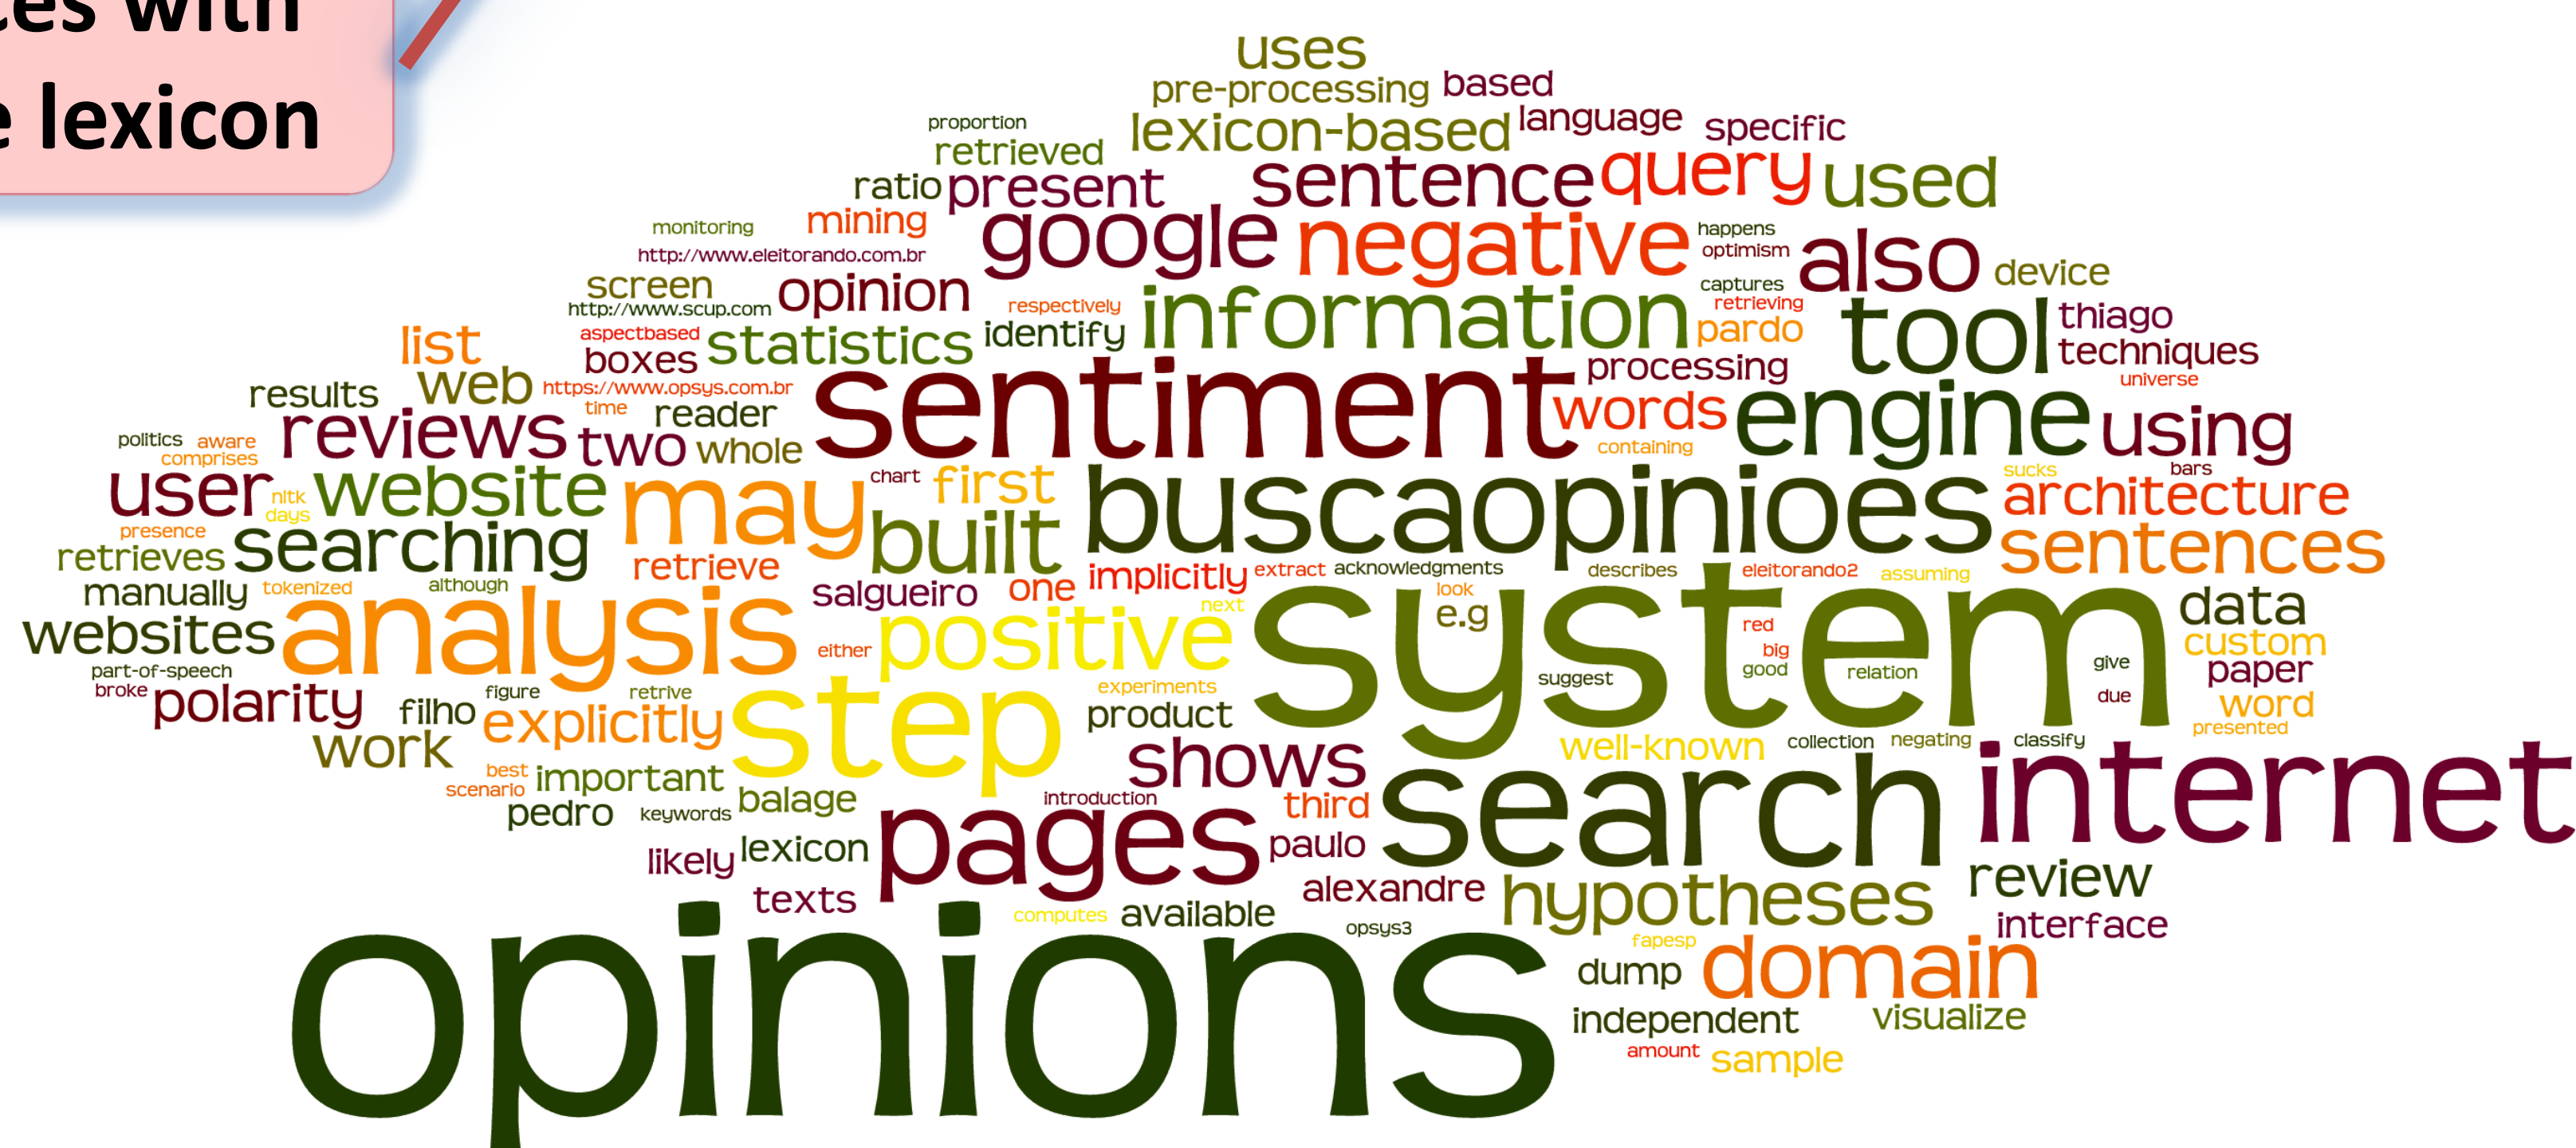 tes with
e lexicon
uses
pre-processing based
proportion lexicon-based language specific
retrieved
ratio present sentence query used
monitoring mining google negative happens
optimism also device
http://www.eleitorando.com.br
screen opinion captures
http://www.scup.com respectively information retrieving tool thiago
list aspectbased statistics identify pardo
boxes processing techniques
results web https://www.opsys.com.br sentiment universe
time reader words engine using
politics aware reviews two whole containing
comprises
user nltk website may chart first buscaopinioes sucks bars
days architecture
presence searching built sentences
retrieves retrieve
manually tokenized although salgueiro one implicitly extract acknowledgments describes eleitorando2 assuming
websites analysis positive next look system data
e.g
either red custom
part-of-speech big give paper
broke polarity figure retrive experiments suggest good relation due word
filho explicitly step product presented
work shows well-known collection negating classify internet
best important
scenario introduction third search
pedro keywords balage pages
likely lexicon paulo review
texts alexandre hypotheses
computes available opsys3 interface
opinions fapesp
dump domain
independent visualize
amount sample